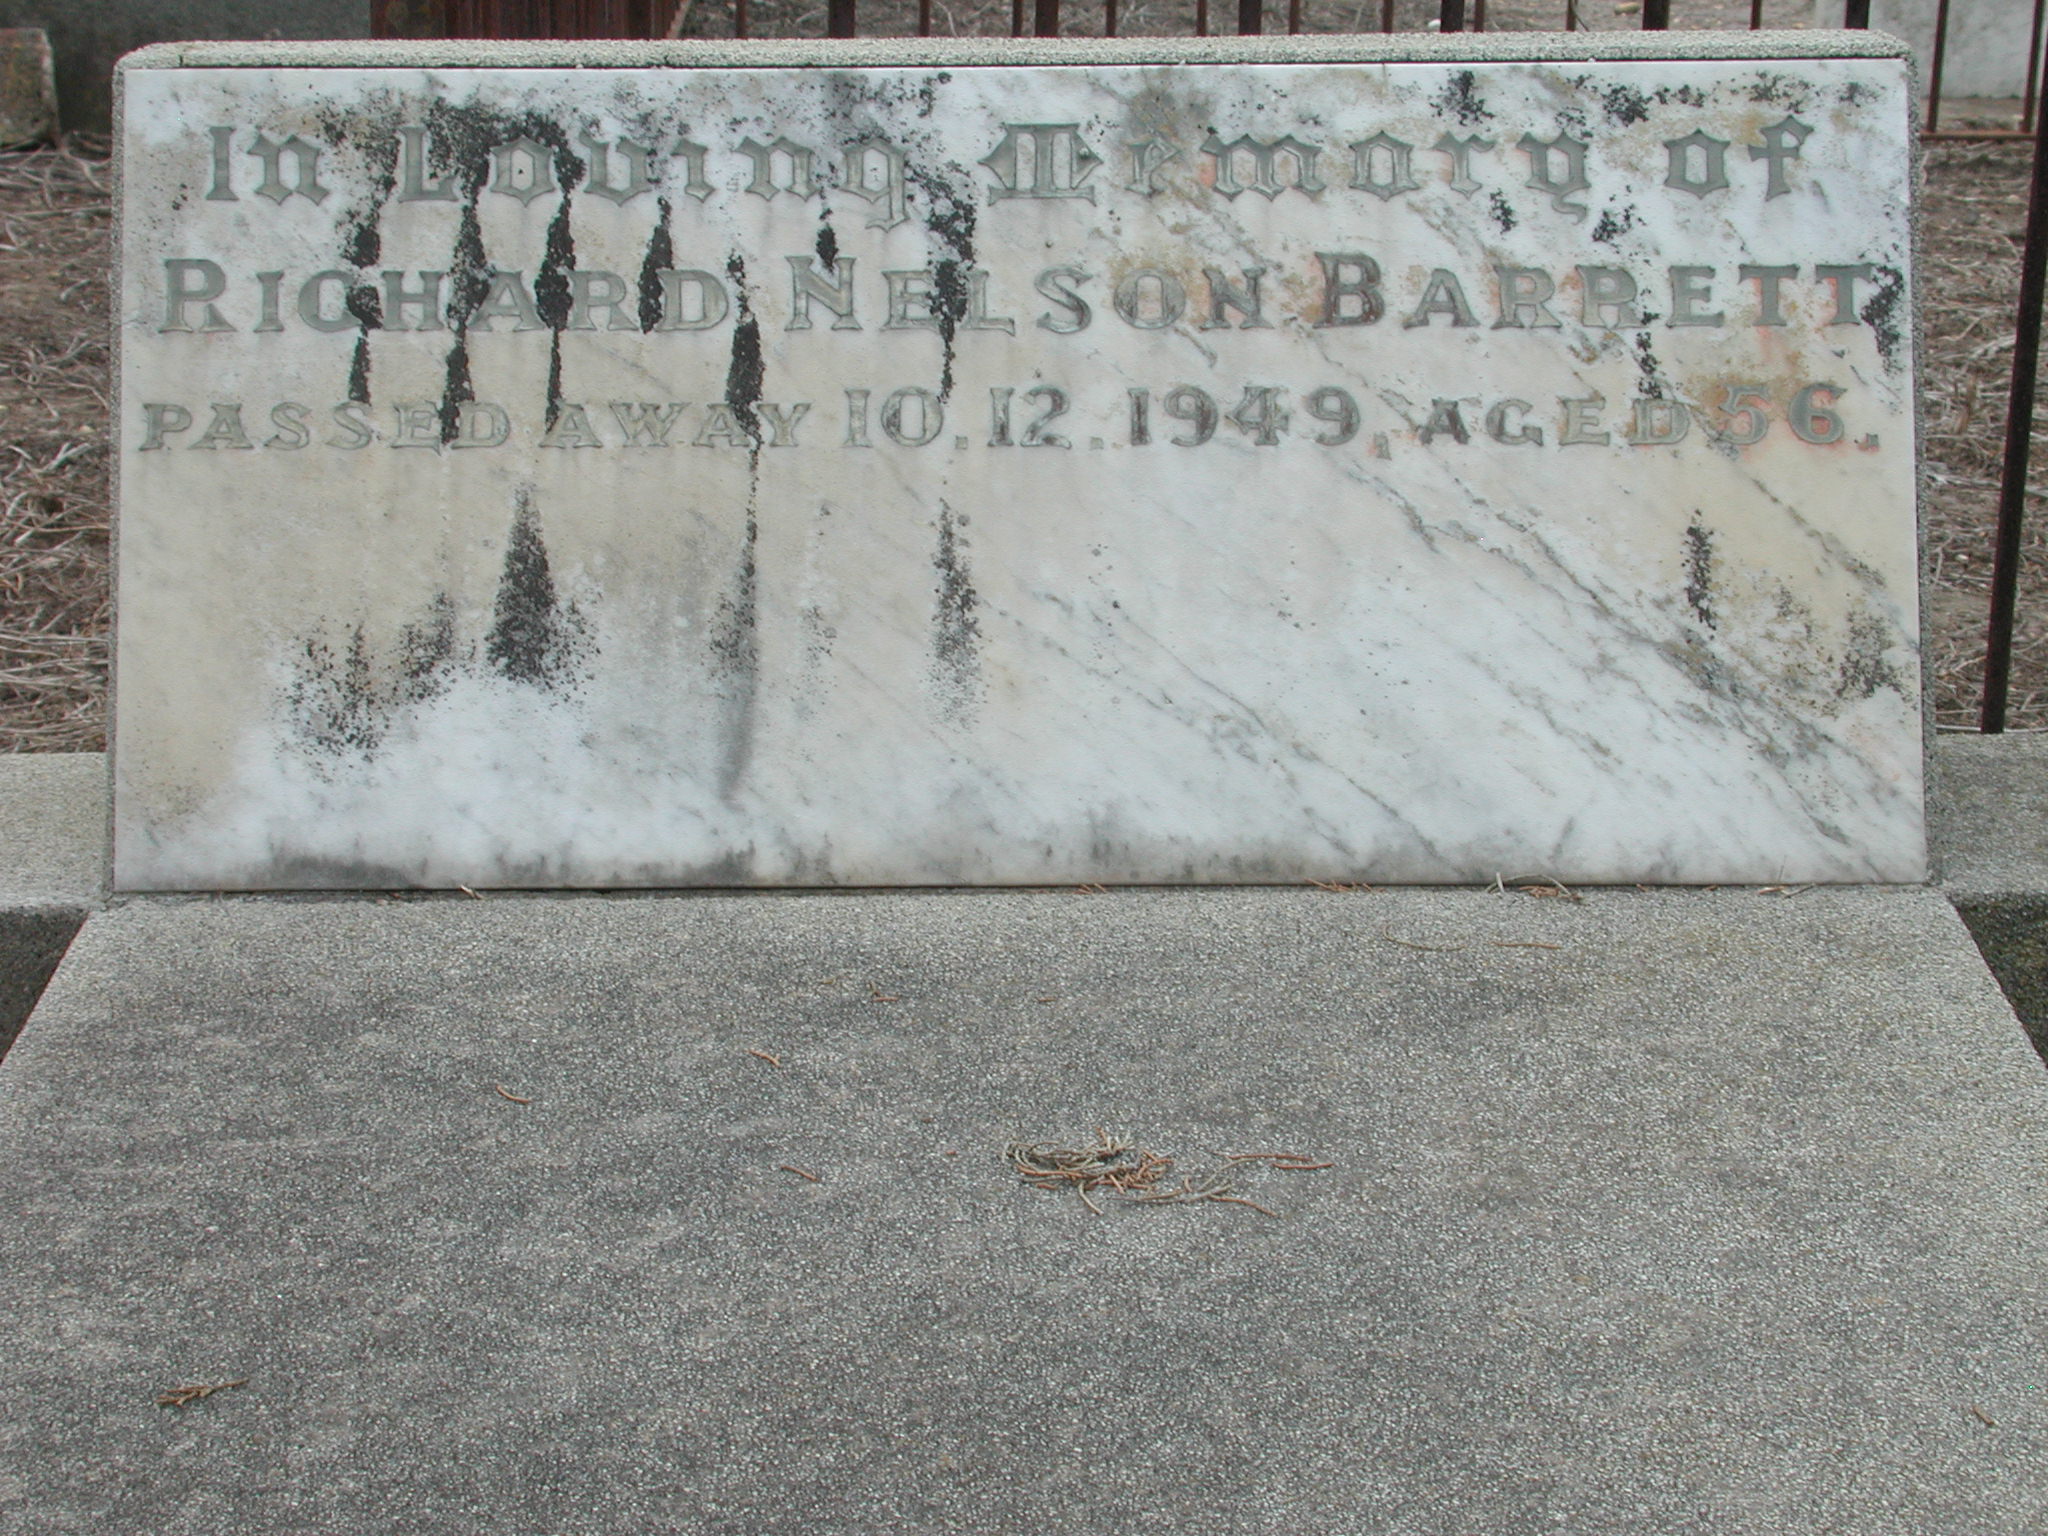 In Loving Memory of
RICHARD NELSON BARRETT
PASSED AWAY 10.12.1949, AGED 56.